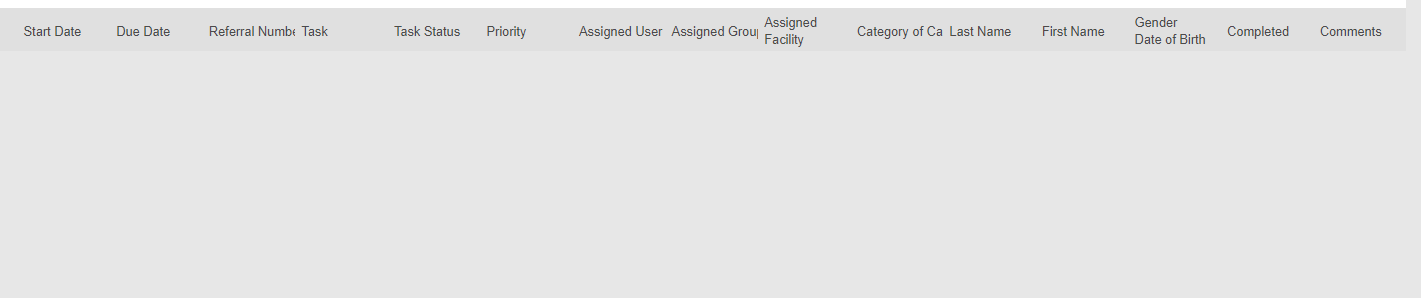 Start Date Due Date Referral Numbe Task Task Status Priority Assigned User Assigned Grou Assigned Facility Category of Ca Last Name First Name Gender Date of Birth Completed Comments